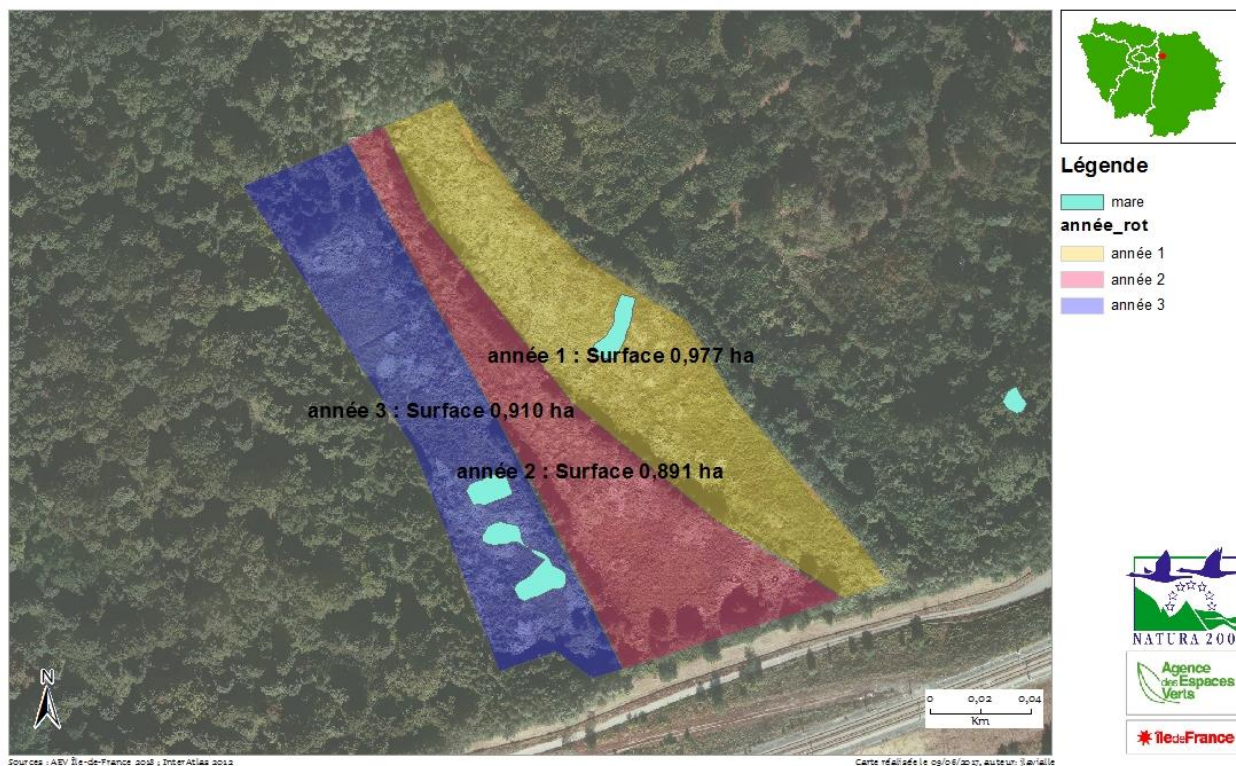 Légende
mare
année_rot
année 1
année 2
année 3
année 1 : Surface 0,977 ha
année 3 : Surface 0,910 ha
année 2 : Surface 0,891 ha
N
0 0,02 0,04
Km
NATURA 200
Agence
des Espaces
Verts
îledeFrance
Sources : AEV Île-de-France 2018 ; InterAtlas 2012
Carte réalisée le 09/06/2017, auteur: jlavialle